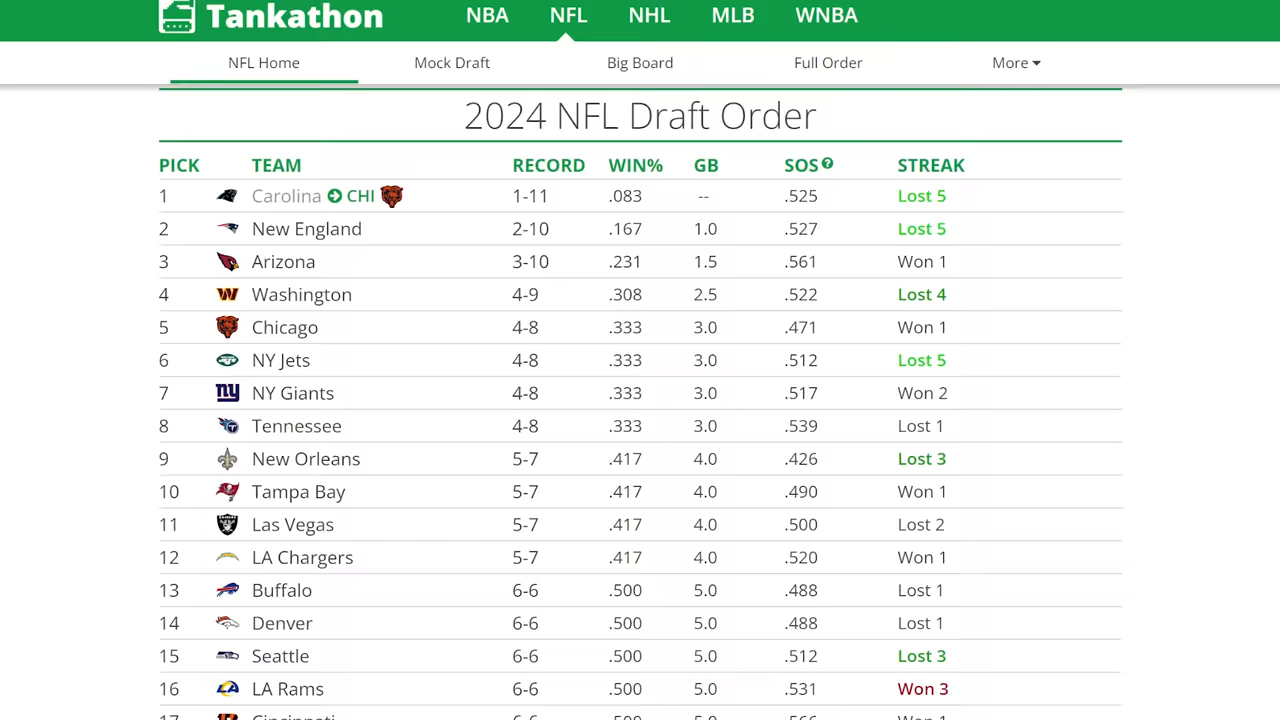 Tankathon NBA NFL NHL MLB WNBA
NFL Home Mock Draft Big Board Full Order More
2024 NFL Draft Order
PICK TEAM RECORD WIN% GB SOS STREAK
1 Carolina CHI 1-11 .083 -- .525 Lost 5
2 New England 2-10 .167 1.0 .527 Lost 5
3 Arizona 3-10 .231 1.5 .561 Won 1
4 Washington 4-9 .308 2.5 .522 Lost 4
5 Chicago 4-8 .333 3.0 .471 Won 1
6 NY Jets 4-8 .333 3.0 .512 Lost 5
7 NY Giants 4-8 .333 3.0 .517 Won 2
8 Tennessee 4-8 .333 3.0 .539 Lost 1
9 New Orleans 5-7 .417 4.0 .426 Lost 3
10 Tampa Bay 5-7 .417 4.0 .490 Won 1
11 Las Vegas 5-7 .417 4.0 .500 Lost 2
12 LA Chargers 5-7 .417 4.0 .520 Won 1
13 Buffalo 6-6 .500 5.0 .488 Lost 1
14 Denver 6-6 .500 5.0 .488 Lost 1
15 Seattle 6-6 .500 5.0 .512 Lost 3
16 LA Rams 6-6 .500 5.0 .531 Won 3